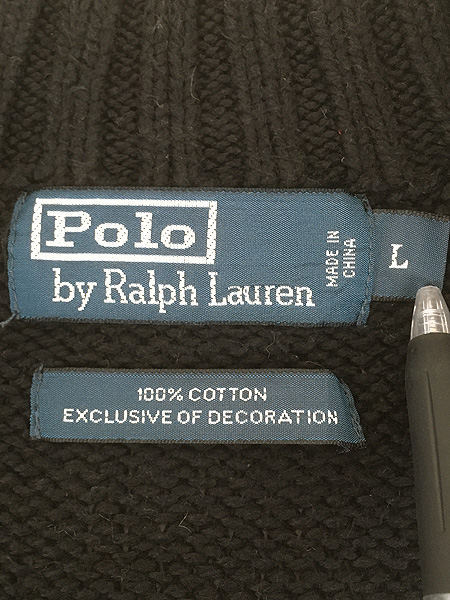 Polo
by Ralph Lauren
MADE IN
CHINA
L
100% COTTON
EXCLUSIVE OF DECORATION